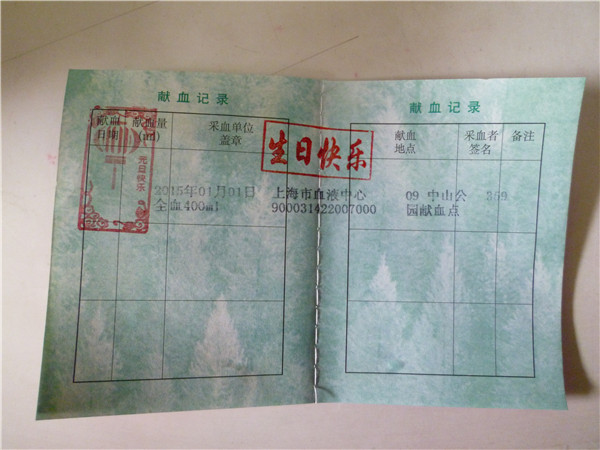 献血记录
献血记录
献血日期
献血量(ml)
采血单位盖章
献血地点
采血者签名
备注
元旦快乐
生日快乐
2015年01月01日 上海市血液中心 09 中山公 369
全血400ml 900031422007000 园献血点